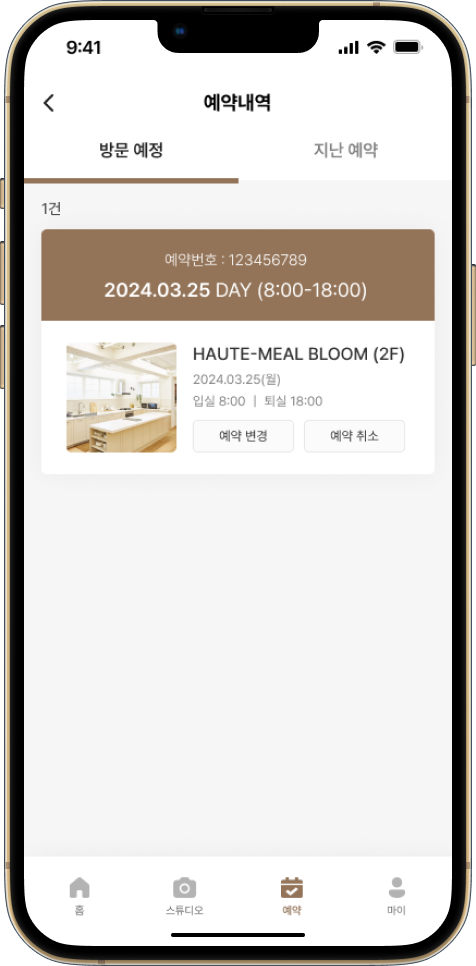 9:41
예약내역
방문 예정
지난 예약
1건
예약번호 : 123456789
2024.03.25 DAY (8:00-18:00)
HAUTE-MEAL BLOOM (2F)
2024.03.25(월)
입실 8:00 | 퇴실 18:00
예약 변경
예약 취소
홈
스튜디오
예약
마이